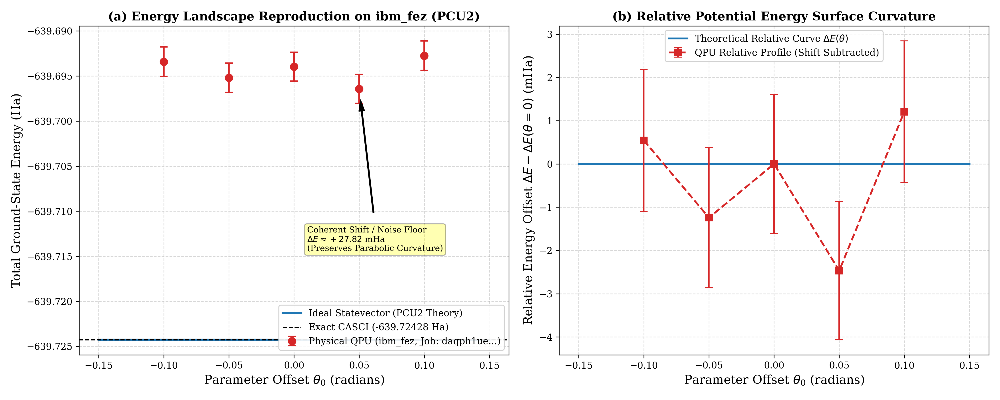 (a) Energy Landscape Reproduction on ibm_fez (PCU2)
Total Ground-State Energy (Ha)
−639.690
−639.695
−639.700
−639.705
−639.710
−639.715
−639.720
−639.725
Coherent Shift / Noise Floor
ΔE ≈ + 27.82 mHa
(Preserves Parabolic Curvature)
Ideal Statevector (PCU2 Theory)
Exact CASCI (-639.72428 Ha)
Physical QPU (ibm_fez, Job: daqph1ue...)
−0.15 −0.10 −0.05 0.00 0.05 0.10 0.15
Parameter Offset θ₀ (radians)
(b) Relative Potential Energy Surface Curvature
Relative Energy Offset ΔE − ΔE(θ = 0) (mHa)
3
2
1
0
−1
−2
−3
−4
Theoretical Relative Curve ΔE(θ)
QPU Relative Profile (Shift Subtracted)
−0.15 −0.10 −0.05 0.00 0.05 0.10 0.15
Parameter Offset θ₀ (radians)